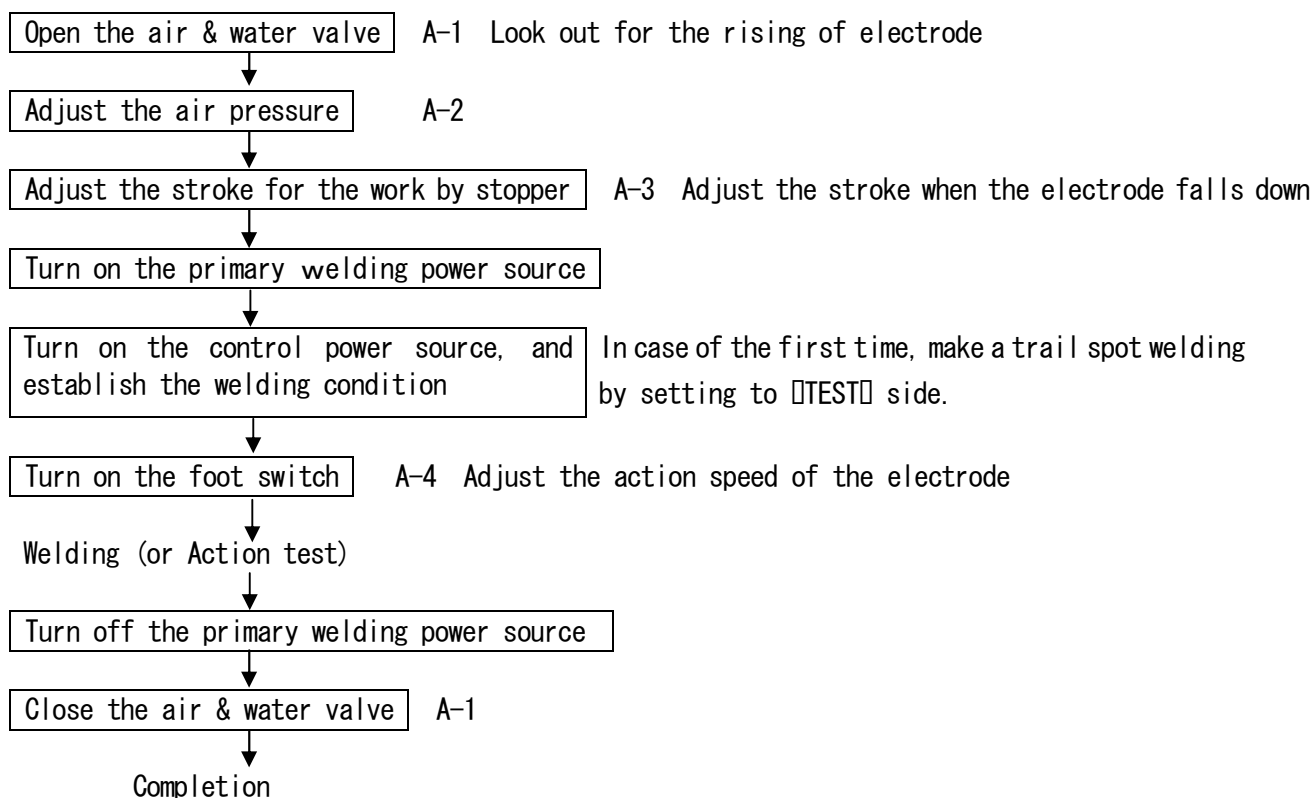 Open the air & water valve A-1 Look out for the rising of electrode
Adjust the air pressure A-2
Adjust the stroke for the work by stopper A-3 Adjust the stroke when the electrode falls down
Turn on the primary welding power source
Turn on the control power source, and
establish the welding condition
In case of the first time, make a trail spot welding
by setting to ▯TEST▯ side.
Turn on the foot switch A-4 Adjust the action speed of the electrode
Welding (or Action test)
Turn off the primary welding power source
Close the air & water valve A-1
Completion